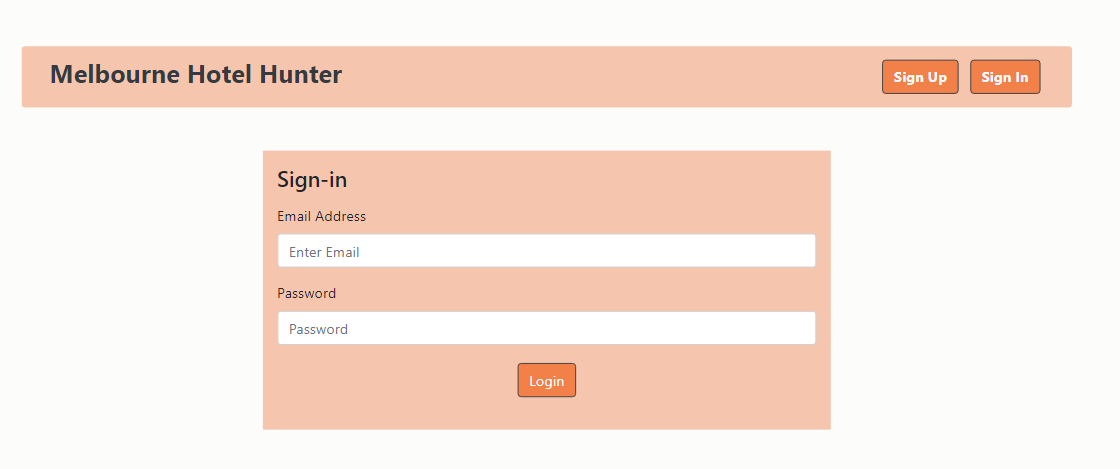 Melbourne Hotel Hunter
Sign Up
Sign In
Sign-in
Email Address
Enter Email
Password
Password
Login